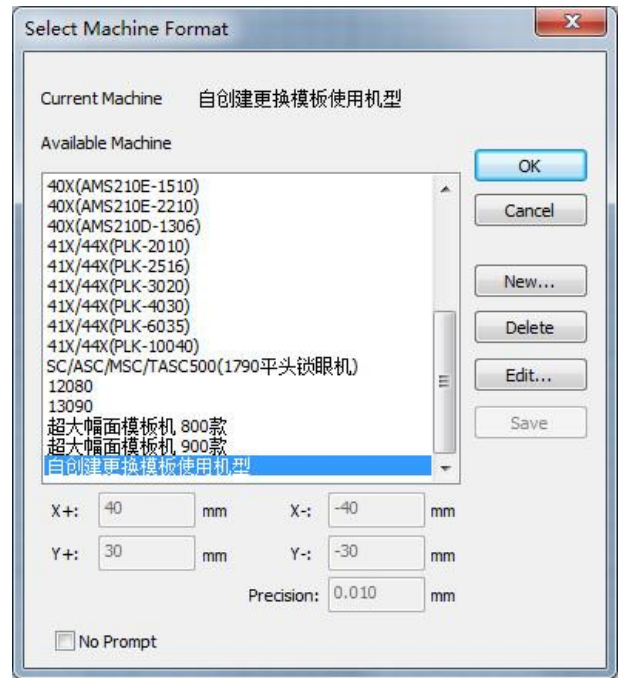 Select Machine Format
Current Machine 自创建更换模板使用机型
Available Machine
40X(AMS210E-1510)
40X(AMS210E-2210)
40X(AMS210D-1306)
41X/44X(PLK-2010)
41X/44X(PLK-2516)
41X/44X(PLK-3020)
41X/44X(PLK-4030)
41X/44X(PLK-6035)
41X/44X(PLK-10040)
SC/ASC/MSC/TASC500(1790平头锁眼机)
12080
13090
超大幅面模板机 800款
超大幅面模板机 900款
自创建更换模板使用机型
OK
Cancel
New...
Delete
Edit...
Save
X+: 40 mm X-: -40 mm
Y+: 30 mm Y-: -30 mm
Precision: 0.010 mm
No Prompt